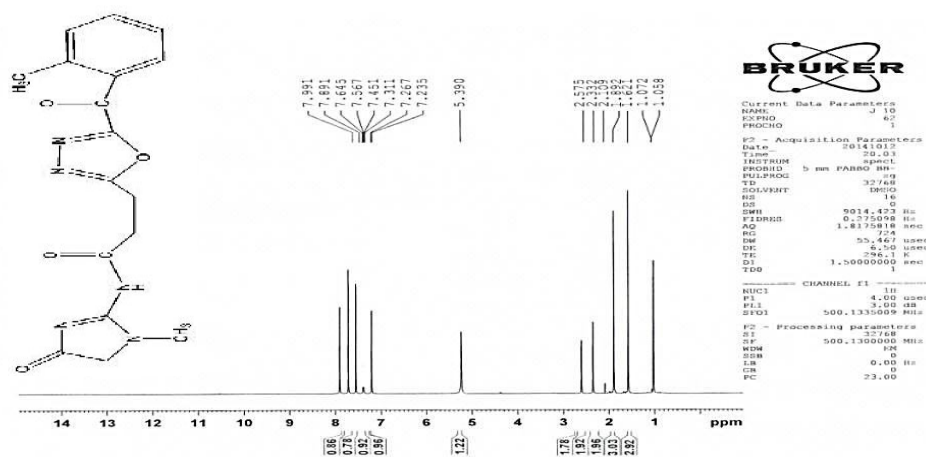 H₃C
O
C
N
N
O
O
C
N
H
N
N
CH₃
O
7.991
7.891
7.645
7.567
7.451
7.311
7.267
7.235
5.390
2.575
2.332
2.109
1.892
1.621
1.072
1.058
14 13 12 11 10 9 8 7 6 5 4 3 2 1 ppm
0.86
0.78
0.92
0.96
1.22
1.78
1.92
1.96
3.03
2.92
BRUKER
Current Data Parameters
NAME J 10
EXPNO 62
PROCNO 1
F2 - Acquisition Parameters
Date_ 20141012
Time 20.03
INSTRUM spect
PROBHD 5 mm PABBO BB-
PULPROG zg
TD 32768
SOLVENT DMSO
NS 16
DS 0
SWH 9014.423 Hz
FIDRES 0.275098 Hz
AQ 1.8175818 sec
RG 724
DW 55.467 usec
DE 6.50 usec
TE 296.1 K
D1 1.50000000 sec
TD0 1
CHANNEL f1
NUC1 1H
P1 4.00 usec
PL1 3.00 dB
SFO1 500.1335009 MHz
F2 - Processing parameters
SI 32768
SF 500.1300000 MHz
WDW EM
SSB 0
LB 0.00 Hz
GB 0
PC 23.00